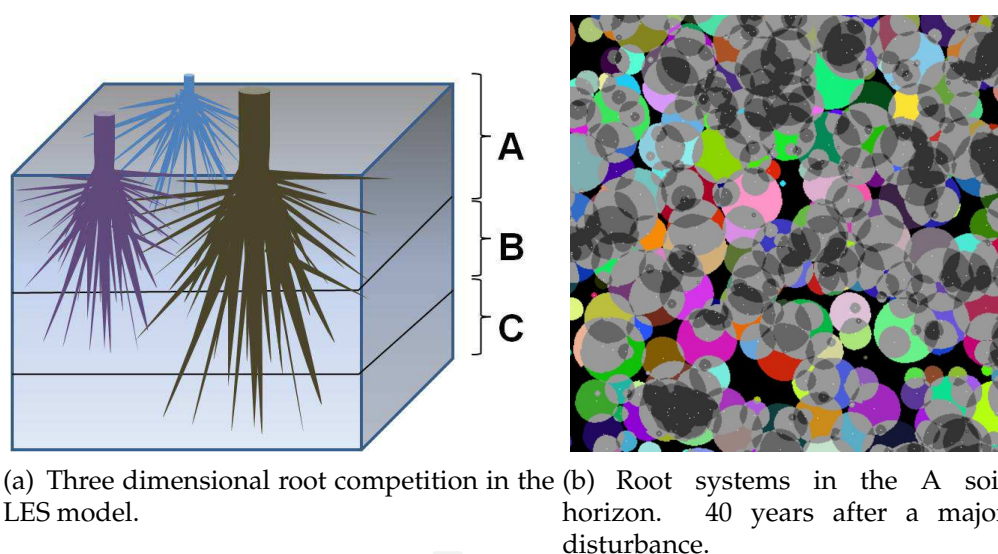 A
B
C
(a) Three dimensional root competition in the
LES model.
(b) Root systems in the A soi
horizon. 40 years after a major
disturbance.